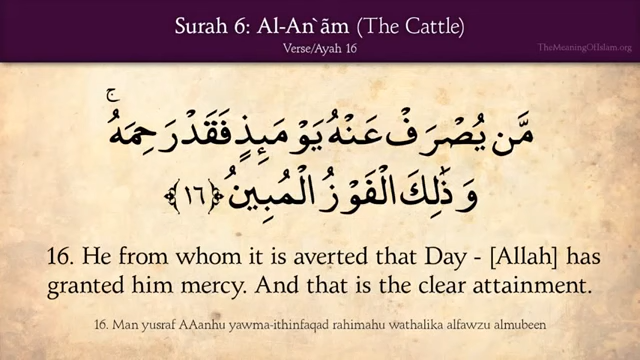 Surah 6: Al-An`ãm (The Cattle)
Verse/Ayah 16
TheMeaningOfIslam.org
مَّن يُصْرَفْ عَنْهُ يَوْمَئِذٍ فَقَدْ رَحِمَهُ ۚ
وَذَٰلِكَ الْفَوْزُ الْمُبِينُ ﴿١٦﴾
16. He from whom it is averted that Day - [Allah] has
granted him mercy. And that is the clear attainment.
16. Man yusraf AAanhu yawma-ithinfaqad rahimahu wathalika alfawzu almubeen